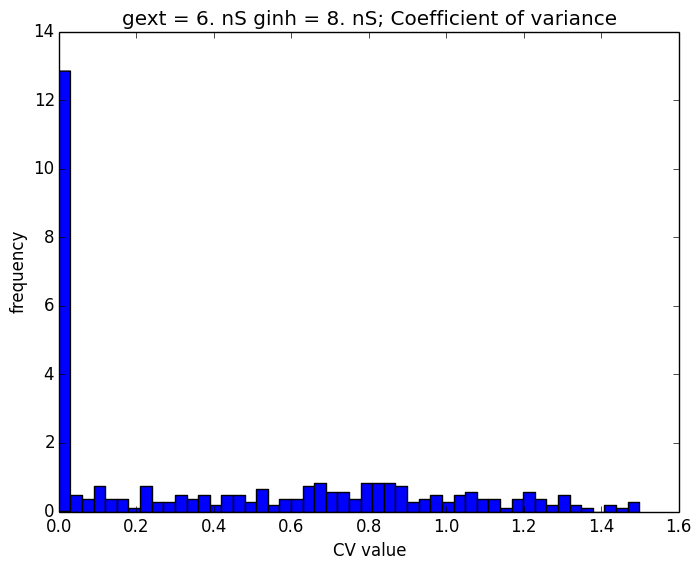 gext = 6. nS ginh = 8. nS; Coefficient of variance
14
12
10
8
6
4
2
0
frequency
0.0 0.2 0.4 0.6 0.8 1.0 1.2 1.4 1.6
CV value